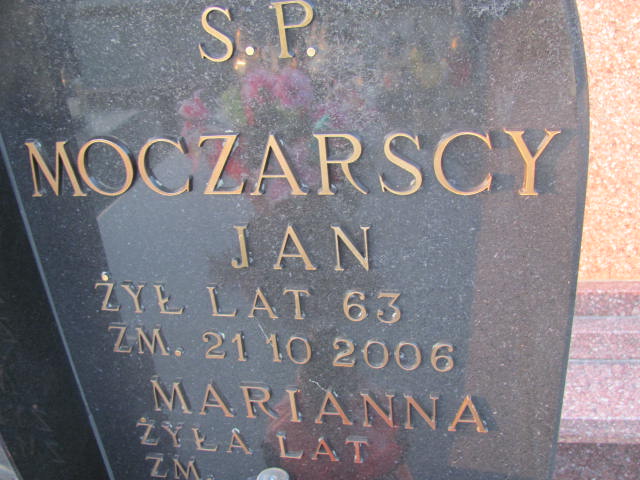 S.P.
MOCZARSCY
JAN
ŻYŁ LAT 63
ZM. 21 10 2006
MARIANNA
ŻYŁA LAT
ZM.